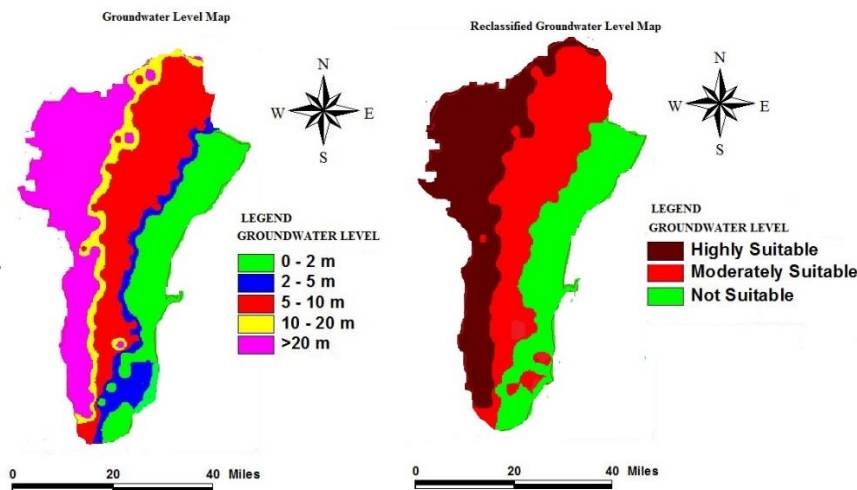 Groundwater Level Map
N
W E
S
LEGEND
GROUNDWATER LEVEL
0 - 2 m
2 - 5 m
5 - 10 m
10 - 20 m
>20 m
0 20 40 Miles
Reclassified Groundwater Level Map
N
W E
S
LEGEND
GROUNDWATER LEVEL
Highly Suitable
Moderately Suitable
Not Suitable
0 20 40 Miles